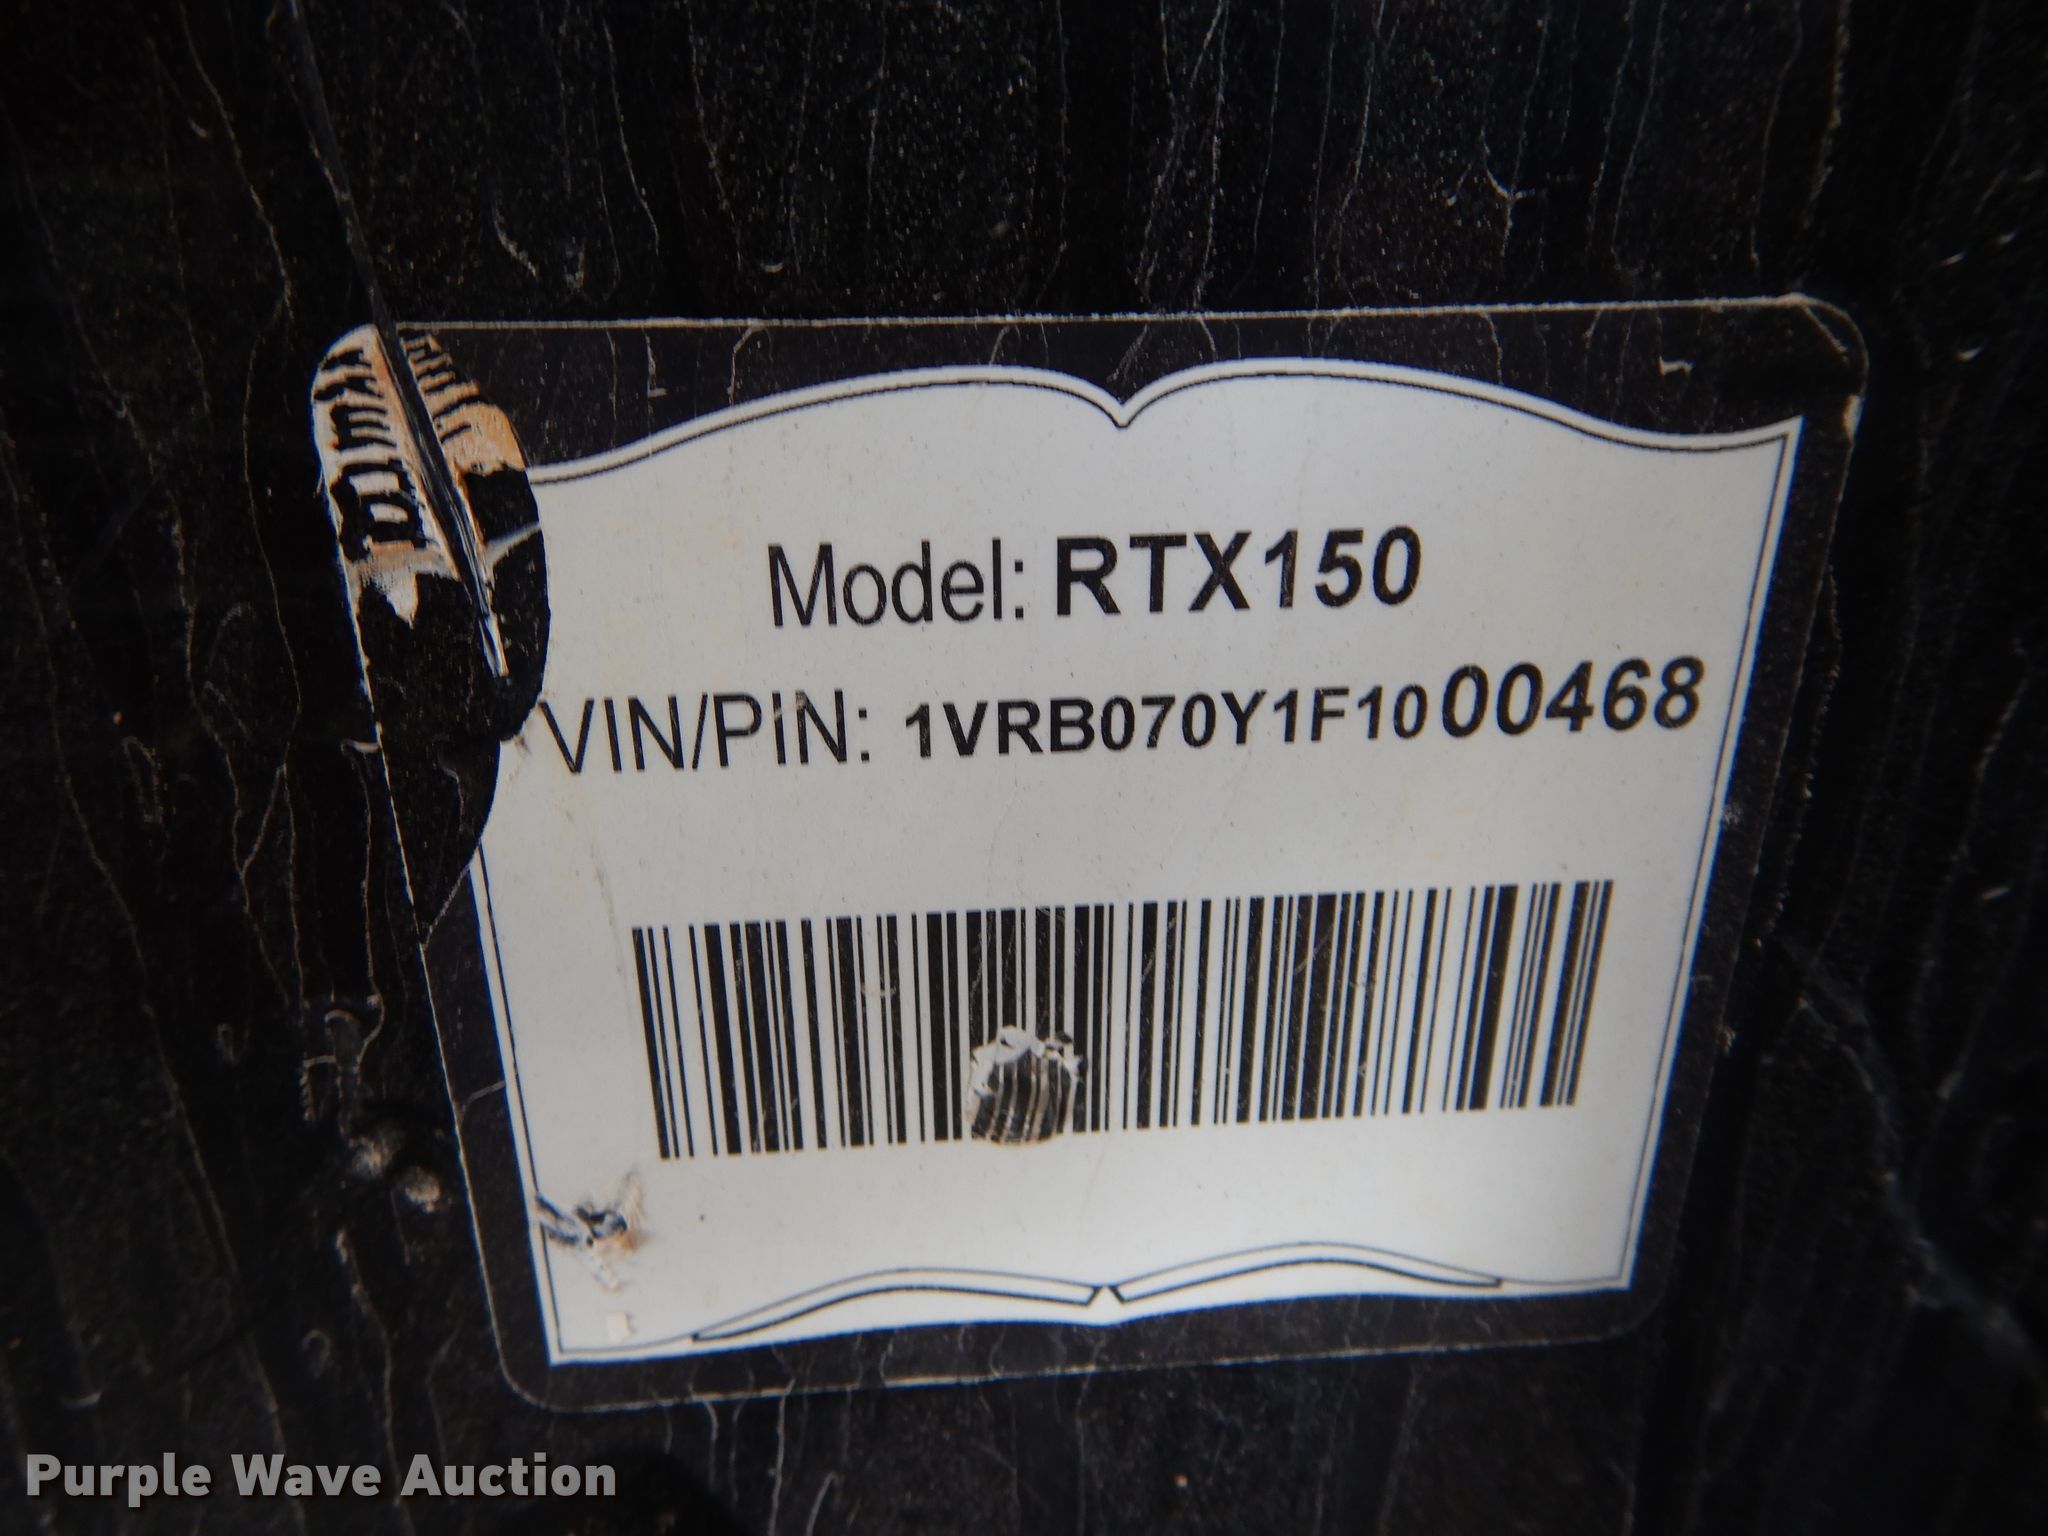 Model: RTX150
VIN/PIN: 1VRB070Y1F1000468
Purple Wave Auction